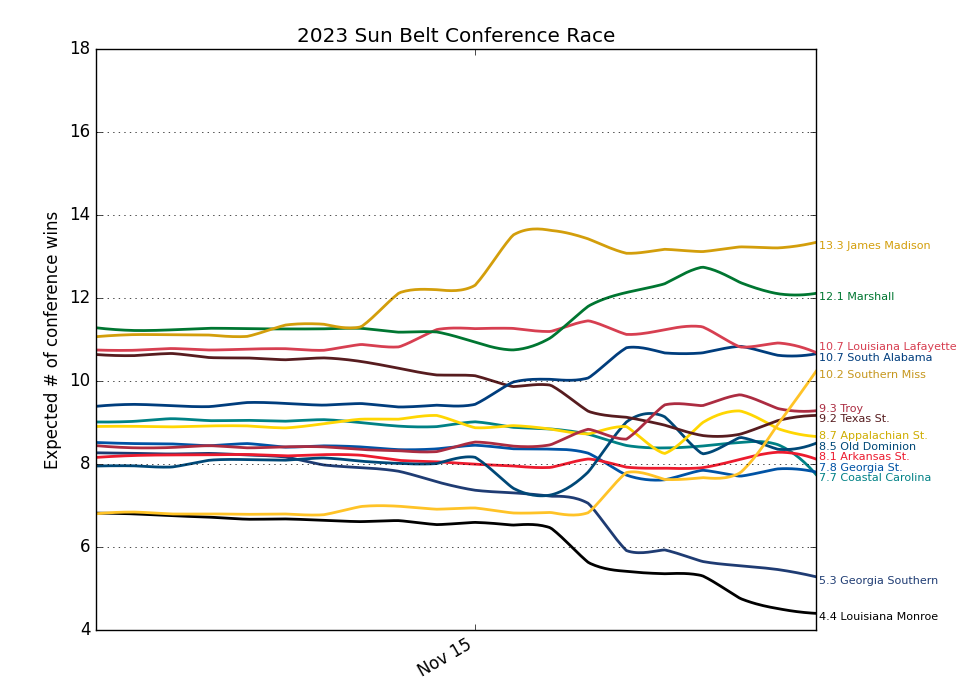 2023 Sun Belt Conference Race
Expected # of conference wins
18
16
14
12
10
8
6
4
Nov 15
13.3 James Madison
12.1 Marshall
10.7 Louisiana Lafayette
10.7 South Alabama
10.2 Southern Miss
9.3 Troy
9.2 Texas St.
8.7 Appalachian St.
8.5 Old Dominion
8.1 Arkansas St.
7.8 Georgia St.
7.7 Coastal Carolina
5.3 Georgia Southern
4.4 Louisiana Monroe